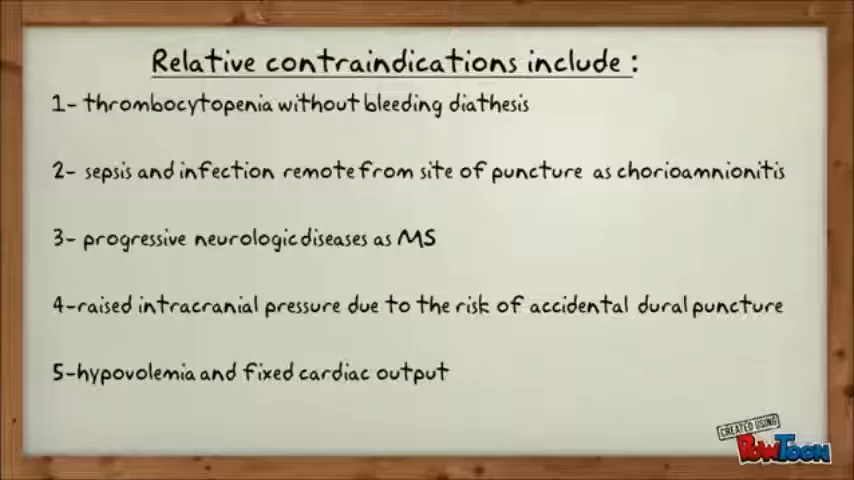 Relative contraindications include :
1- thrombocytopenia without bleeding diathesis
2- sepsis and infection remote from site of puncture as chorioamnionitis
3- progressive neurologic diseases as MS
4-raised intracranial pressure due to the risk of accidental dural puncture
5-hypovolemia and fixed cardiac output
CREATED USING
POWTOON